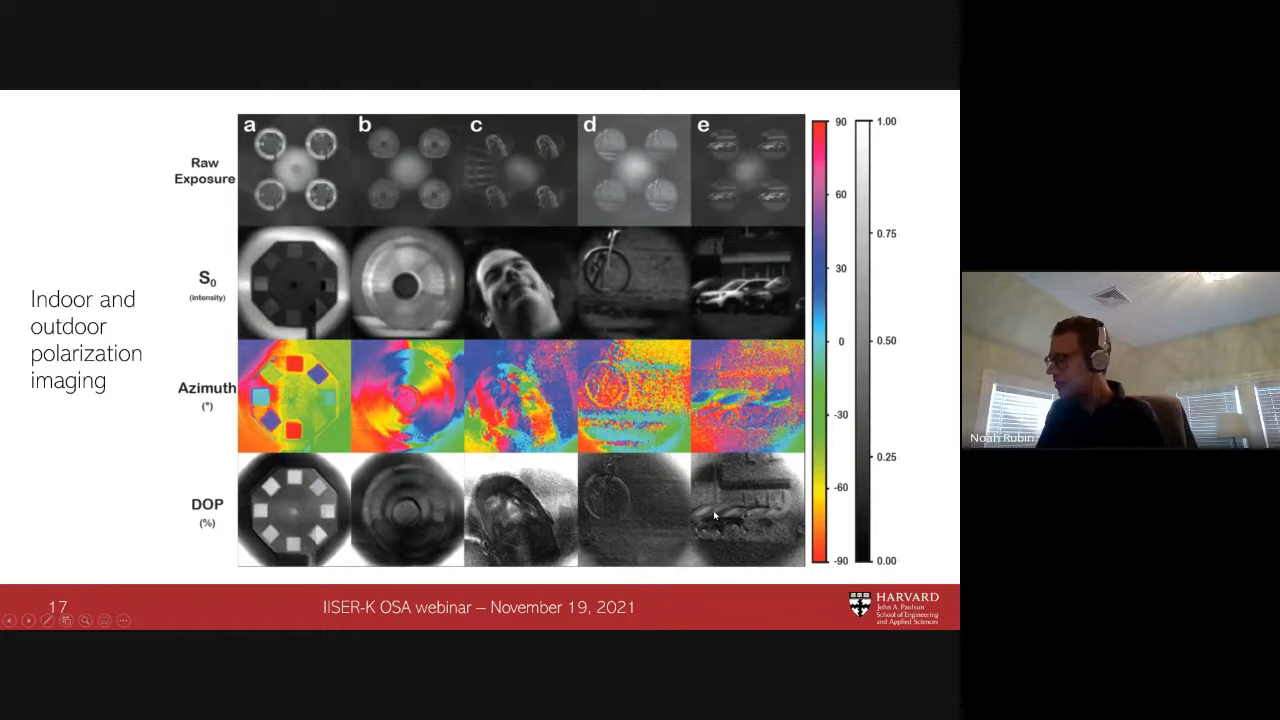 a b c d e
Raw
Exposure
S₀
(intensity)
Azimuth
(°)
DOP
(%)
Indoor and
outdoor
polarization
imaging
90
60
30
0
-30
-60
-90
1.00
0.75
0.50
0.25
0.00
17
IISER-K OSA webinar – November 19, 2021
HARVARD
John A. Paulson
School of Engineering
and Applied Sciences
Noah Rubin